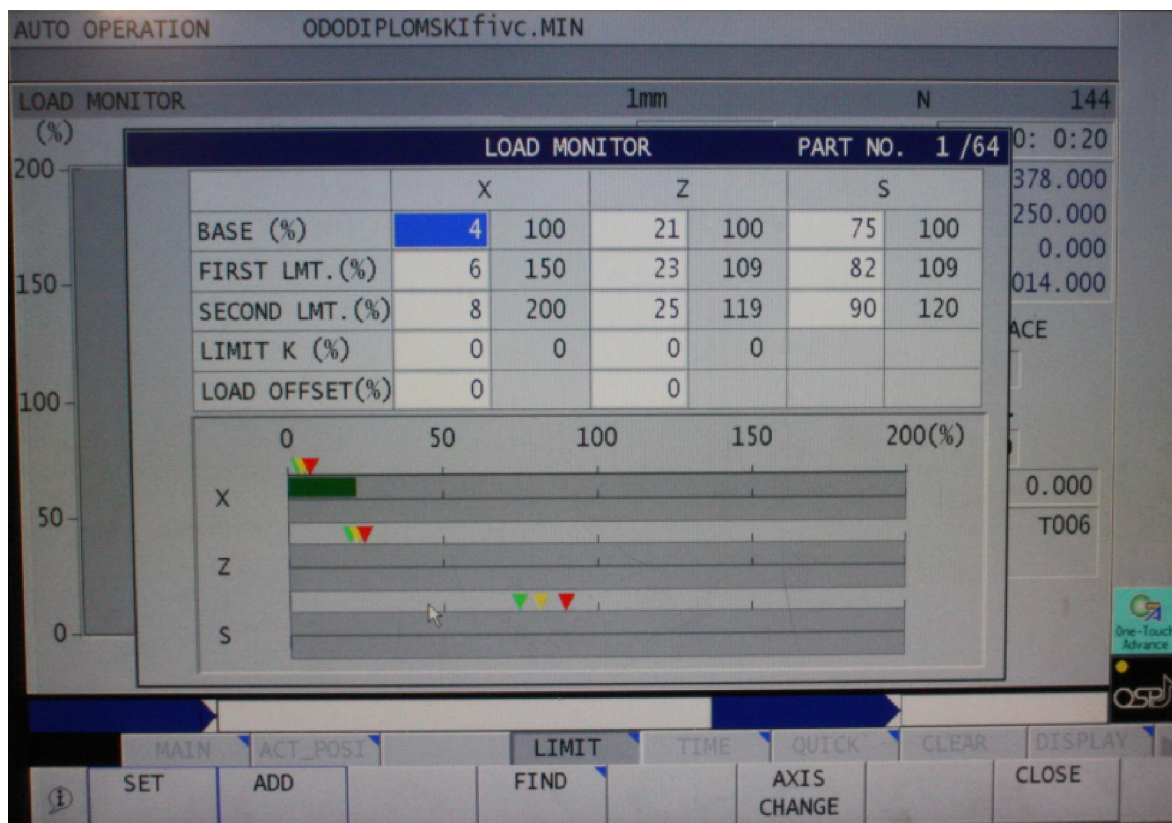 AUTO OPERATION ODODIPLOMSKIfivc.MIN
LOAD MONITOR 1mm N 144
(%)
LOAD MONITOR PART NO. 1 /64
0: 0:20
200
X Z S
378.000
BASE (%) 4 100 21 100 75 100
250.000
0.000
FIRST LMT.(%) 6 150 23 109 82 109
150
014.000
SECOND LMT.(%) 8 200 25 119 90 120
ACE
LIMIT K (%) 0 0 0 0
LOAD OFFSET(%) 0 0
100
0 50 100 150 200(%)
X
0.000
50
T006
Z
S
0
One-Touch
Advance
OSP
MAIN ACT_POSI LIMIT TIME QUICK CLEAR DISPLAY
SET ADD FIND AXIS CHANGE CLOSE